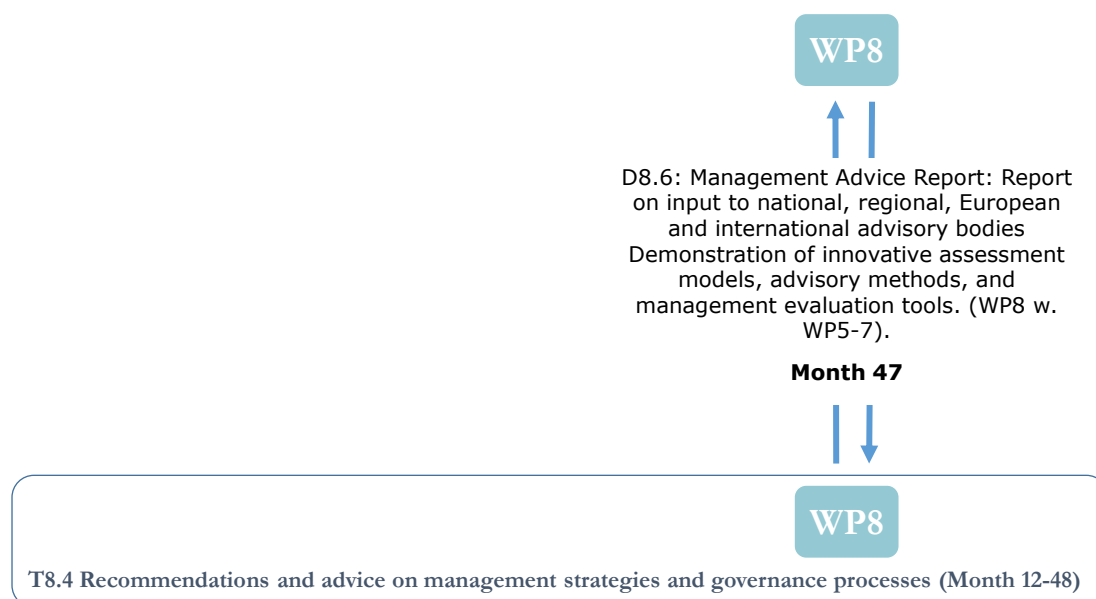 WP8
D8.6: Management Advice Report: Report
on input to national, regional, European
and international advisory bodies
Demonstration of innovative assessment
models, advisory methods, and
management evaluation tools. (WP8 w.
WP5-7).
Month 47
WP8
T8.4 Recommendations and advice on management strategies and governance processes (Month 12-48)